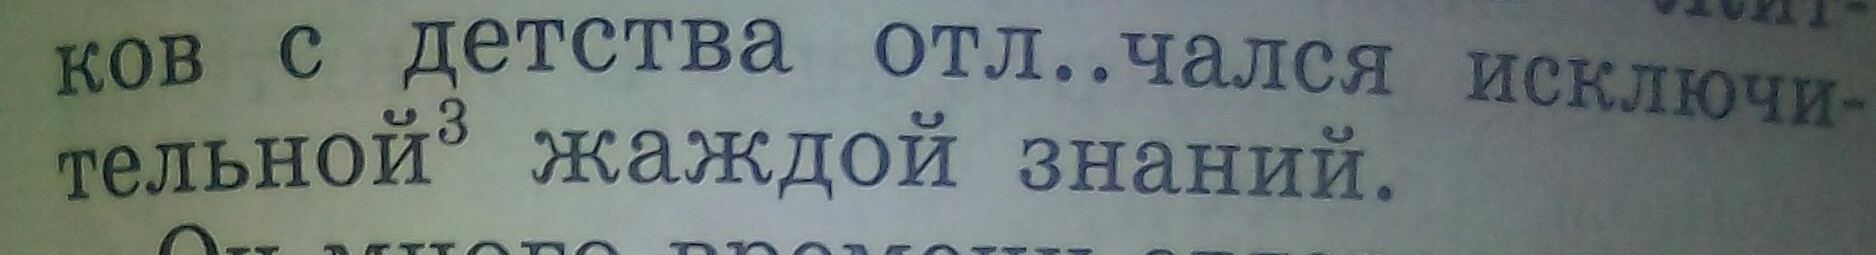 ков с детства отл..чался исключи-
тельной³ жаждой знаний.